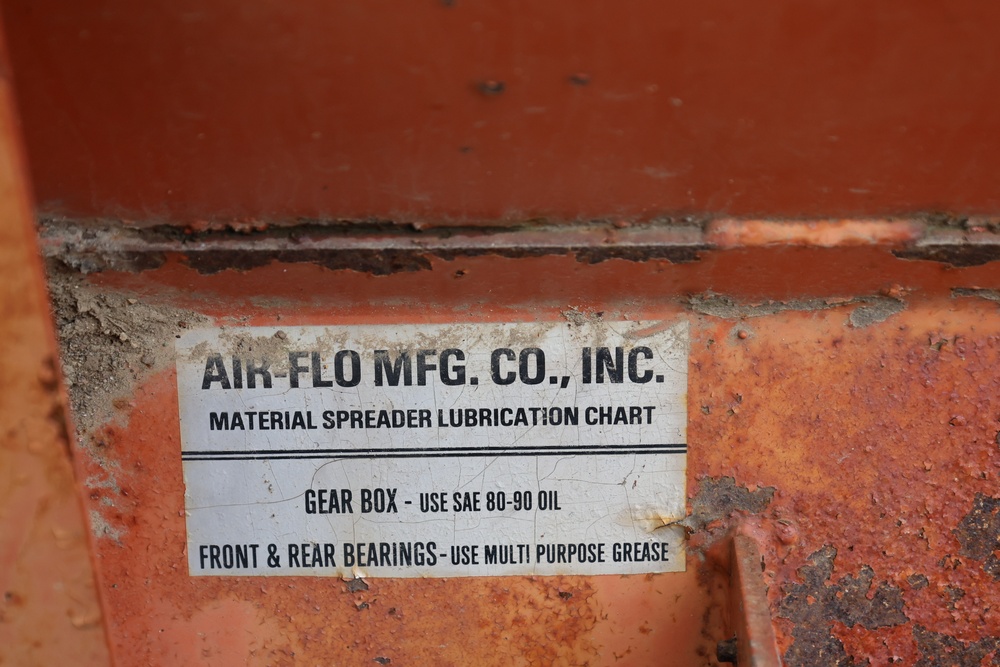 AIR-FLO MFG. CO., INC.
MATERIAL SPREADER LUBRICATION CHART
GEAR BOX - USE SAE 80-90 OIL
FRONT & REAR BEARINGS - USE MULTI PURPOSE GREASE